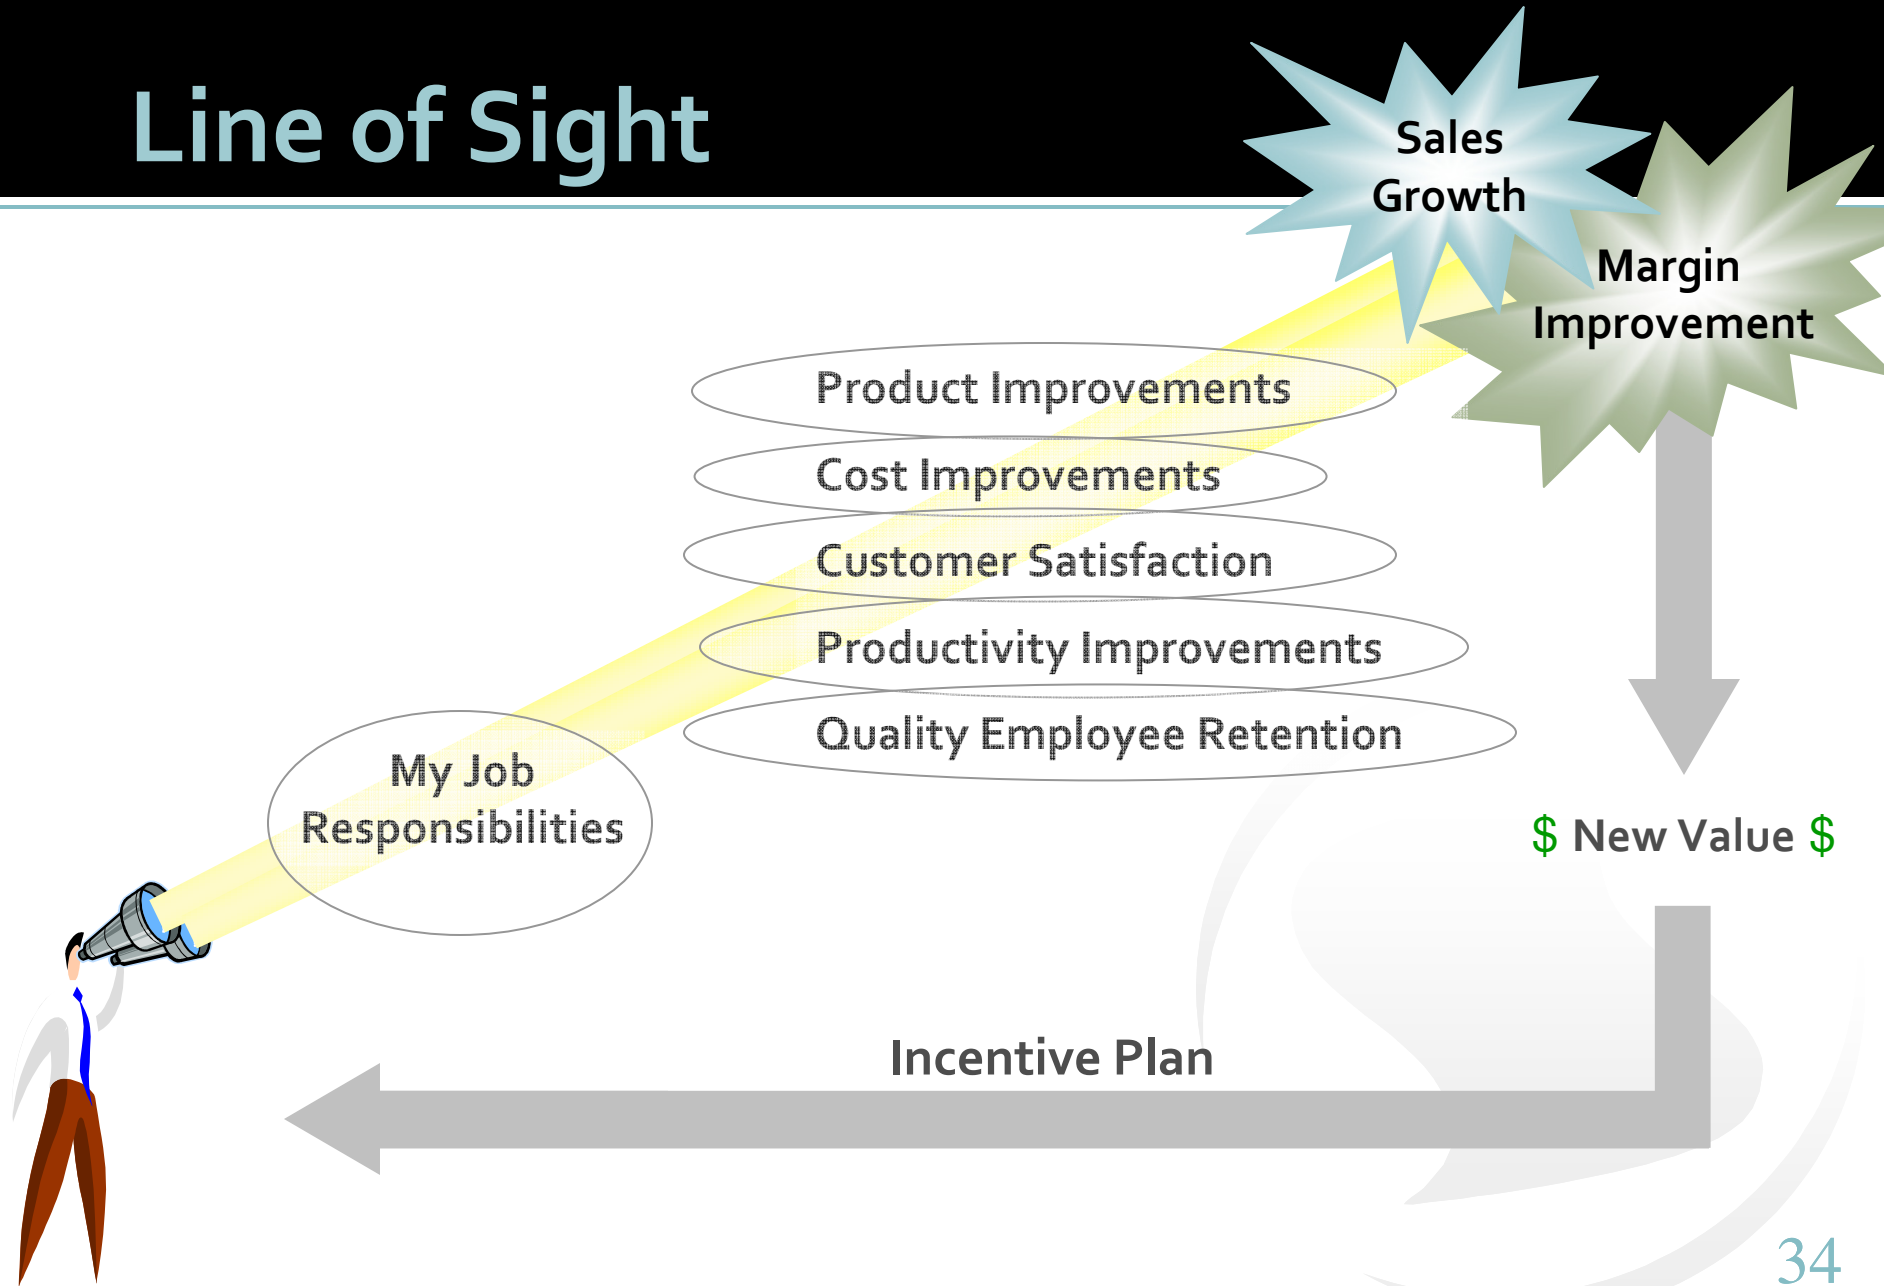 Line of Sight
Sales
Growth
Margin
Improvement
Product Improvements
Cost Improvements
Customer Satisfaction
Productivity Improvements
Quality Employee Retention
My Job
Responsibilities
$ New Value $
Incentive Plan
34